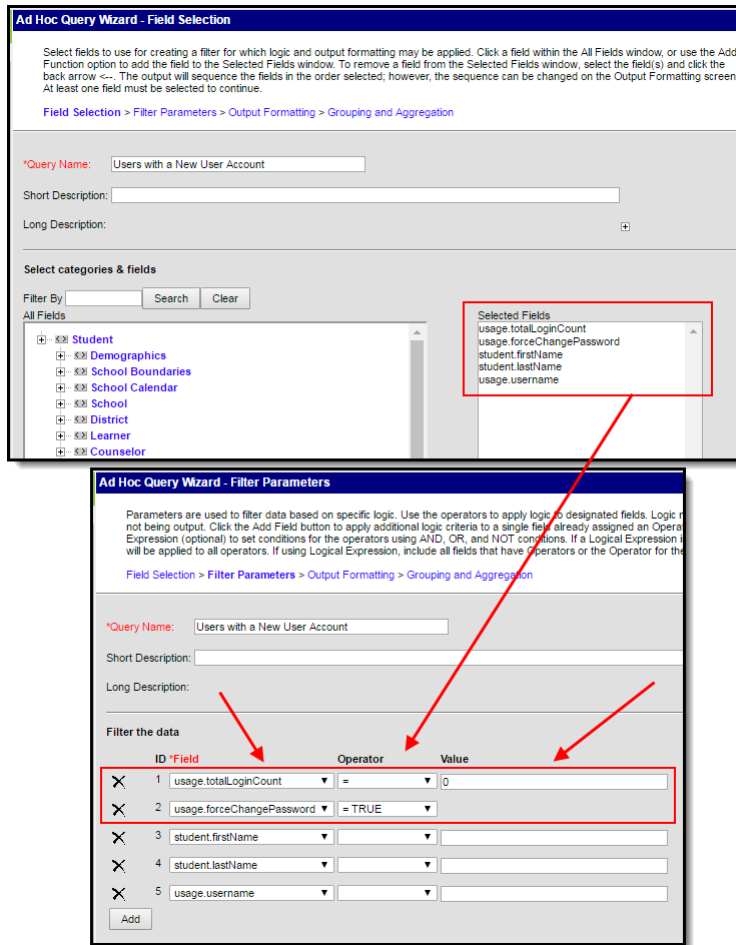 Ad Hoc Query Wizard - Field Selection
Select fields to use for creating a filter for which logic and output formatting may be applied. Click a field within the All Fields window, or use the Add
Function option to add the field to the Selected Fields window. To remove a field from the Selected Fields window, select the field(s) and click the
back arrow <--. The output will sequence the fields in the order selected; however, the sequence can be changed on the Output Formatting screen
At least one field must be selected to continue.
Field Selection > Filter Parameters > Output Formatting > Grouping and Aggregation
*Query Name: Users with a New User Account
Short Description:
Long Description:
Select categories & fields
Filter By Search Clear
All Fields
Student
Demographics
School Boundaries
School Calendar
School
District
Learner
Counselor
Selected Fields
usage.totalLoginCount
usage.forceChangePassword
student.firstName
student.lastName
usage.username
Ad Hoc Query Wizard - Filter Parameters
Parameters are used to filter data based on specific logic. Use the operators to apply logic to designated fields. Logic
not being output. Click the Add Field button to apply additional logic criteria to a single field already assigned an
Expression (optional) to set conditions for the operators using AND, OR, and NOT conditions. If a Logical Expression
will be applied to all operators. If using Logical Expression, include all fields that have Operators or the Operator for the
Field Selection > Filter Parameters > Output Formatting > Grouping and Aggregation
*Query Name: Users with a New User Account
Short Description:
Long Description:
Filter the data
ID *Field Operator Value
1 usage.totalLoginCount = 0
2 usage.forceChangePassword = TRUE
3 student.firstName
4 student.lastName
5 usage.username
Add